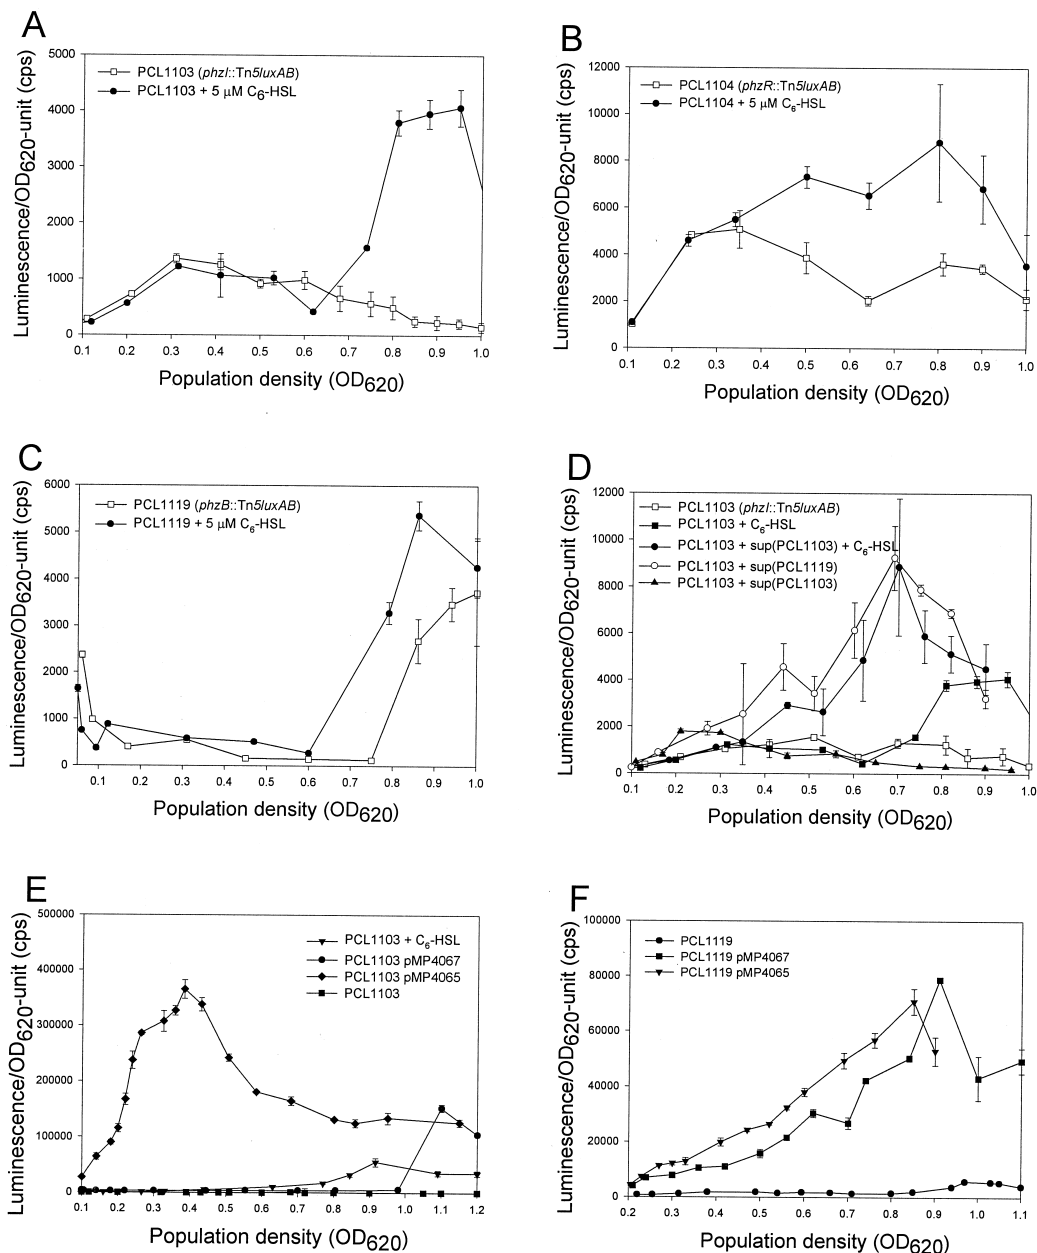 A
Luminescence/OD620-unit (cps)
5000
4000
3000
2000
1000
0
PCL1103 (phzI::Tn5luxAB)
PCL1103 + 5 µM C6-HSL
0.1 0.2 0.3 0.4 0.5 0.6 0.7 0.8 0.9 1.0
Population density (OD620)
B
Luminescence/OD620-unit (cps)
12000
10000
8000
6000
4000
2000
0
PCL1104 (phzR::Tn5luxAB)
PCL1104 + 5 µM C6-HSL
0.1 0.2 0.3 0.4 0.5 0.6 0.7 0.8 0.9 1.0
Population density (OD620)
C
Luminescence/OD620-unit (cps)
6000
5000
4000
3000
2000
1000
0
PCL1119 (phzB::Tn5luxAB)
PCL1119 + 5 µM C6-HSL
0.1 0.2 0.3 0.4 0.5 0.6 0.7 0.8 0.9 1.0
Population density (OD620)
D
Luminescence/OD620-unit (cps)
12000
10000
8000
6000
4000
2000
0
PCL1103 (phzI::Tn5luxAB)
PCL1103 + C6-HSL
PCL1103 + sup(PCL1103) + C6-HSL
PCL1103 + sup(PCL1119)
PCL1103 + sup(PCL1103)
0.1 0.2 0.3 0.4 0.5 0.6 0.7 0.8 0.9 1.0
Population density (OD620)
E
Luminescence/OD620-unit (cps)
500000
400000
300000
200000
100000
0
PCL1103 + C6-HSL
PCL1103 pMP4067
PCL1103 pMP4065
PCL1103
0.1 0.2 0.3 0.4 0.5 0.6 0.7 0.8 0.9 1.0 1.1 1.2
Population density (OD620)
F
Luminescence/OD620-unit (cps)
100000
80000
60000
40000
20000
0
PCL1119
PCL1119 pMP4067
PCL1119 pMP4065
0.2 0.3 0.4 0.5 0.6 0.7 0.8 0.9 1.0 1.1
Population density (OD620)